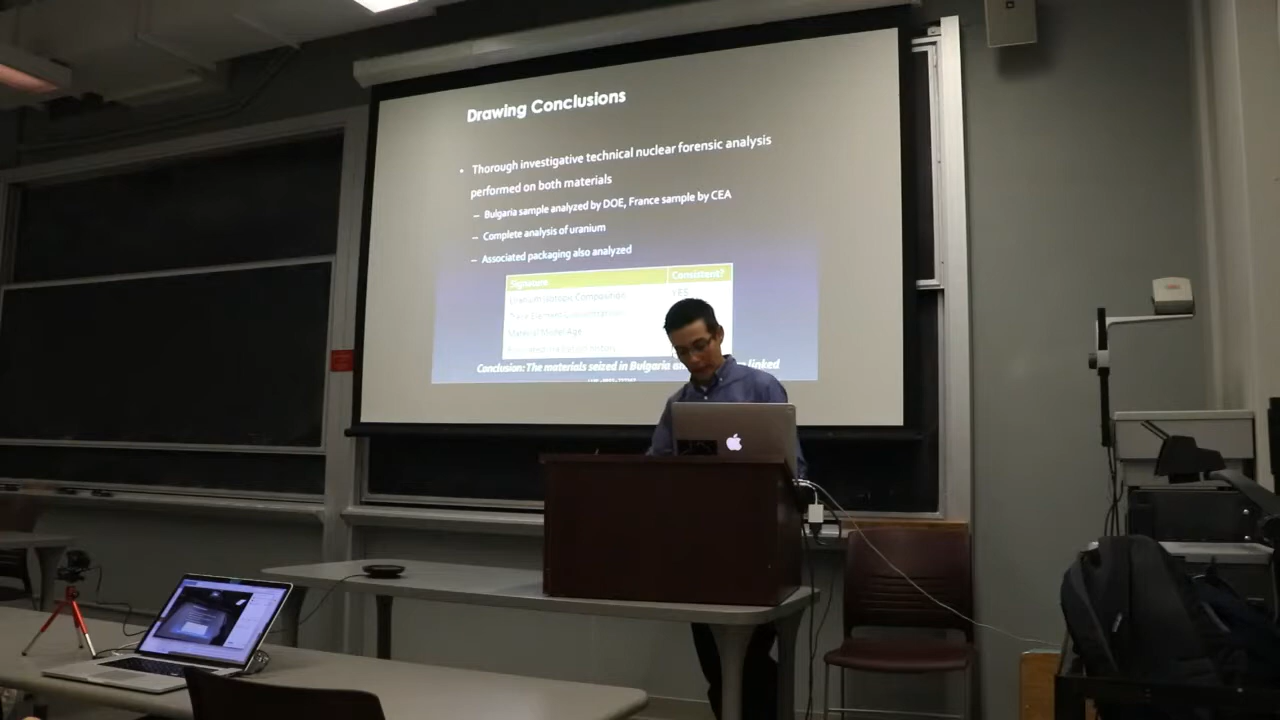 Drawing Conclusions
• Thorough investigative technical nuclear forensic analysis
performed on both materials
– Bulgaria sample analyzed by DOE, France sample by CEA
– Complete analysis of uranium
– Associated packaging also analyzed
Signature Consistent?
Uranium Isotopic Composition YES
Trace Element Concentrations
Material Model Age
Conclusion: The materials seized in Bulgaria linked